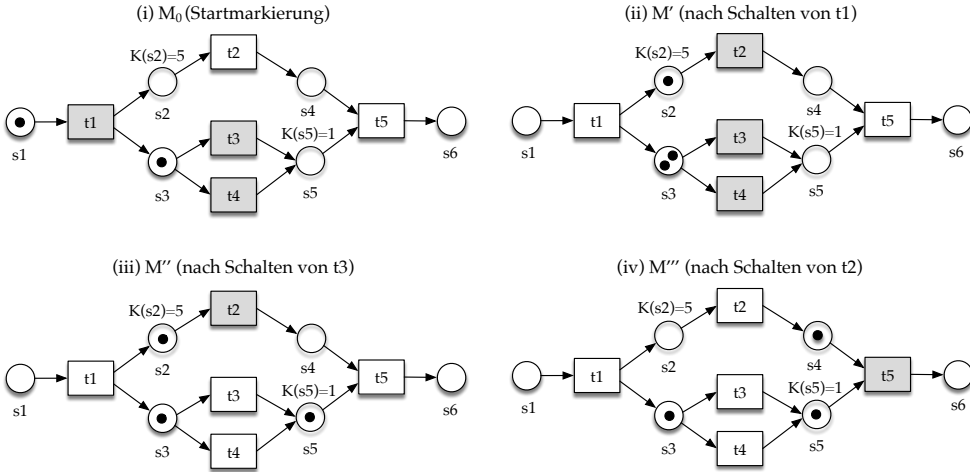 (i) M₀ (Startmarkierung)
K(s2)=5
t2
s2
s4
t1
t3
K(s5)=1
t5
s1
s3
t4
s5
s6
(ii) M' (nach Schalten von t1)
K(s2)=5
t2
s2
s4
t1
t3
K(s5)=1
t5
s1
s3
t4
s5
s6
(iii) M'' (nach Schalten von t3)
K(s2)=5
t2
s2
s4
t1
t3
K(s5)=1
t5
s1
s3
t4
s5
s6
(iv) M''' (nach Schalten von t2)
K(s2)=5
t2
s2
s4
t1
t3
K(s5)=1
t5
s1
s3
t4
s5
s6